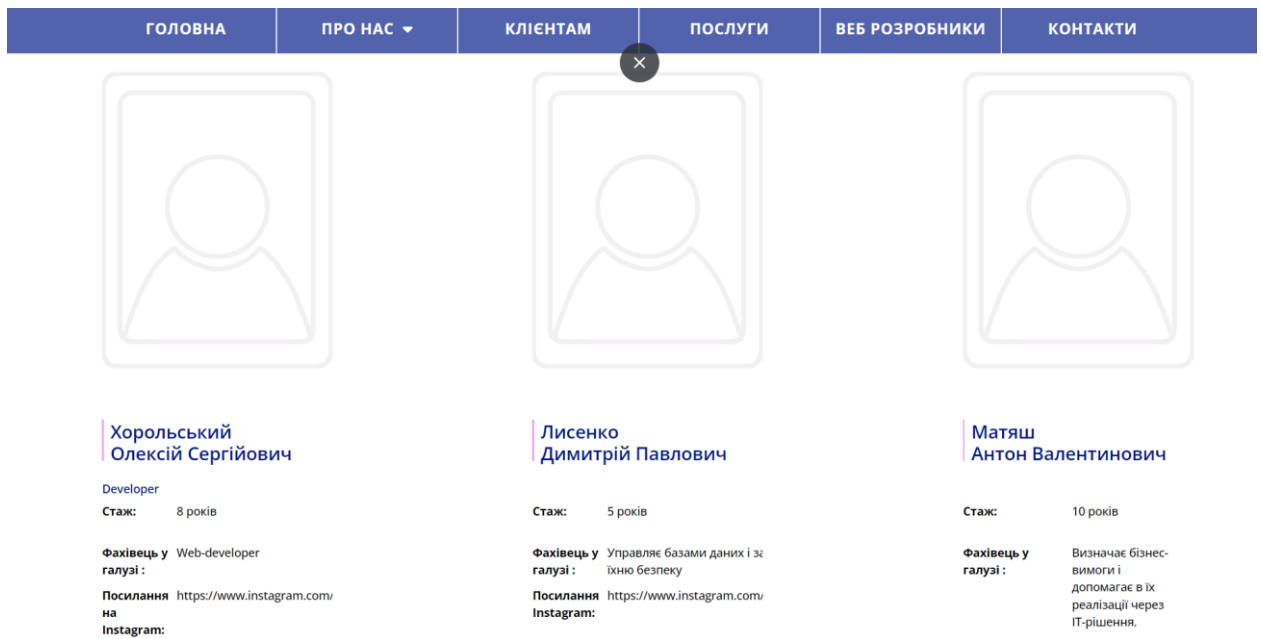 ГОЛОВНА ПРО НАС КЛІЄНТАМ ПОСЛУГИ ВЕБ РОЗРОБНИКИ КОНТАКТИ
Хорольський
Олексій Сергійович
Developer
Стаж: 8 років
Фахівець у Web-developer
галузі :
Посилання https://www.instagram.com/
на
Instagram:
Лисенко
Димитрій Павлович
Стаж: 5 років
Фахівець у Управляє базами даних і за
галузі : їхню безпеку
Посилання https://www.instagram.com/
Instagram:
Матяш
Антон Валентинович
Стаж: 10 років
Фахівець у Визначає бізнес-
галузі : вимоги і
допомагає в їх
реалізації через
ІТ-рішення.